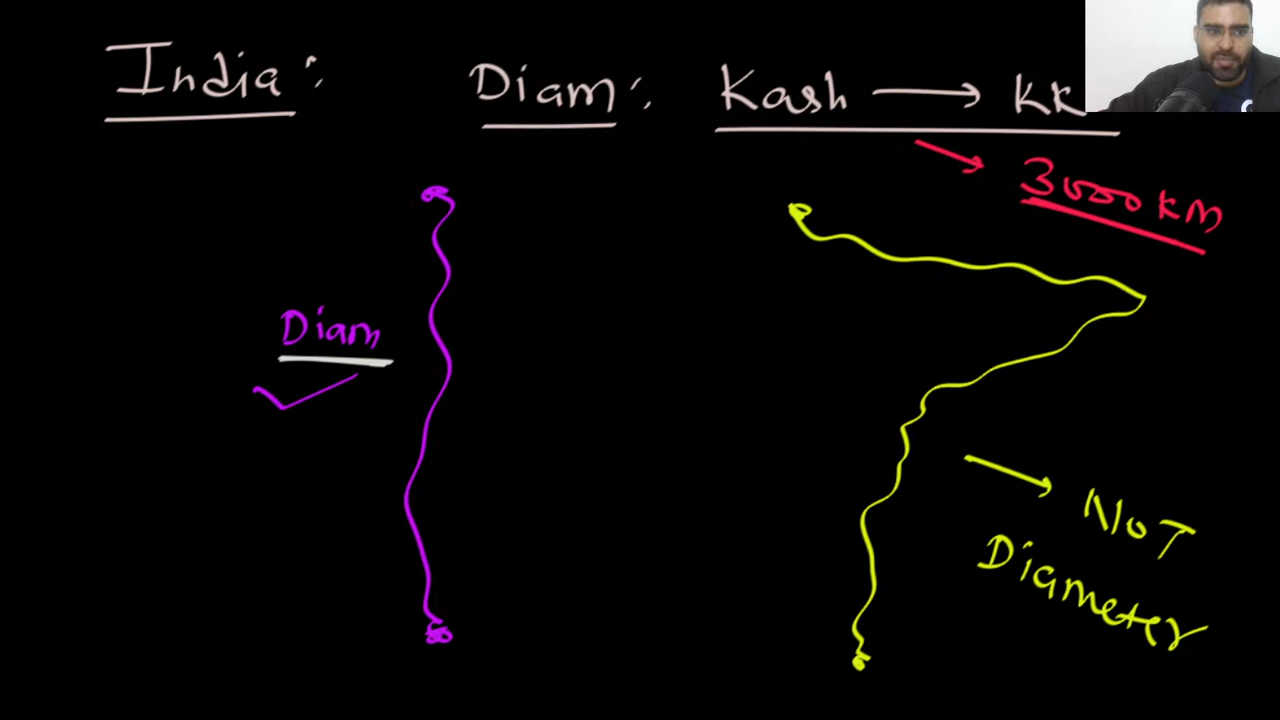 India:
Diam: Kash → KK
→ 3000 KM
Diam
→ NOT
Diameter